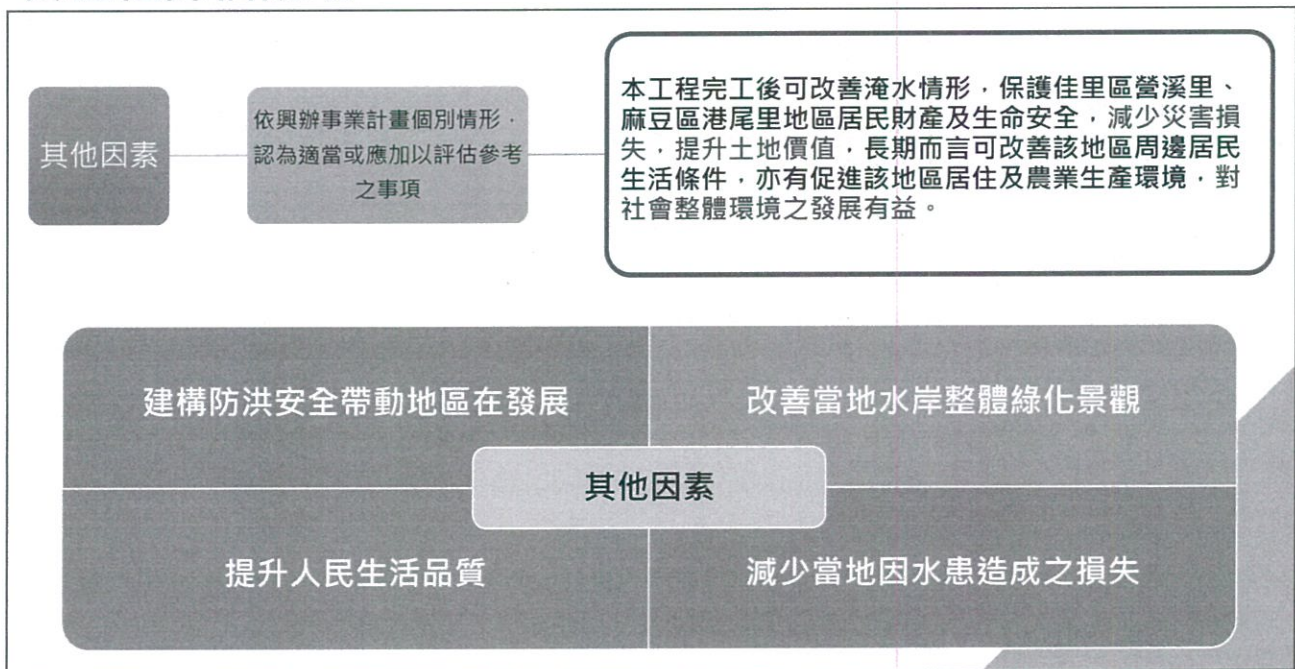 其他因素
依興辦事業計畫個別情形，
認為適當或應加以評估參考
之事項
本工程完工後可改善淹水情形，保護佳里區營溪里、
麻豆區港尾里地區居民財產及生命安全，減少災害損
失，提升土地價值，長期而言可改善該地區周邊居民
生活條件，亦有促進該地區居住及農業生產環境，對
社會整體環境之發展有益。
建構防洪安全帶動地區在發展
改善當地水岸整體綠化景觀
其他因素
提升人民生活品質
減少當地因水患造成之損失